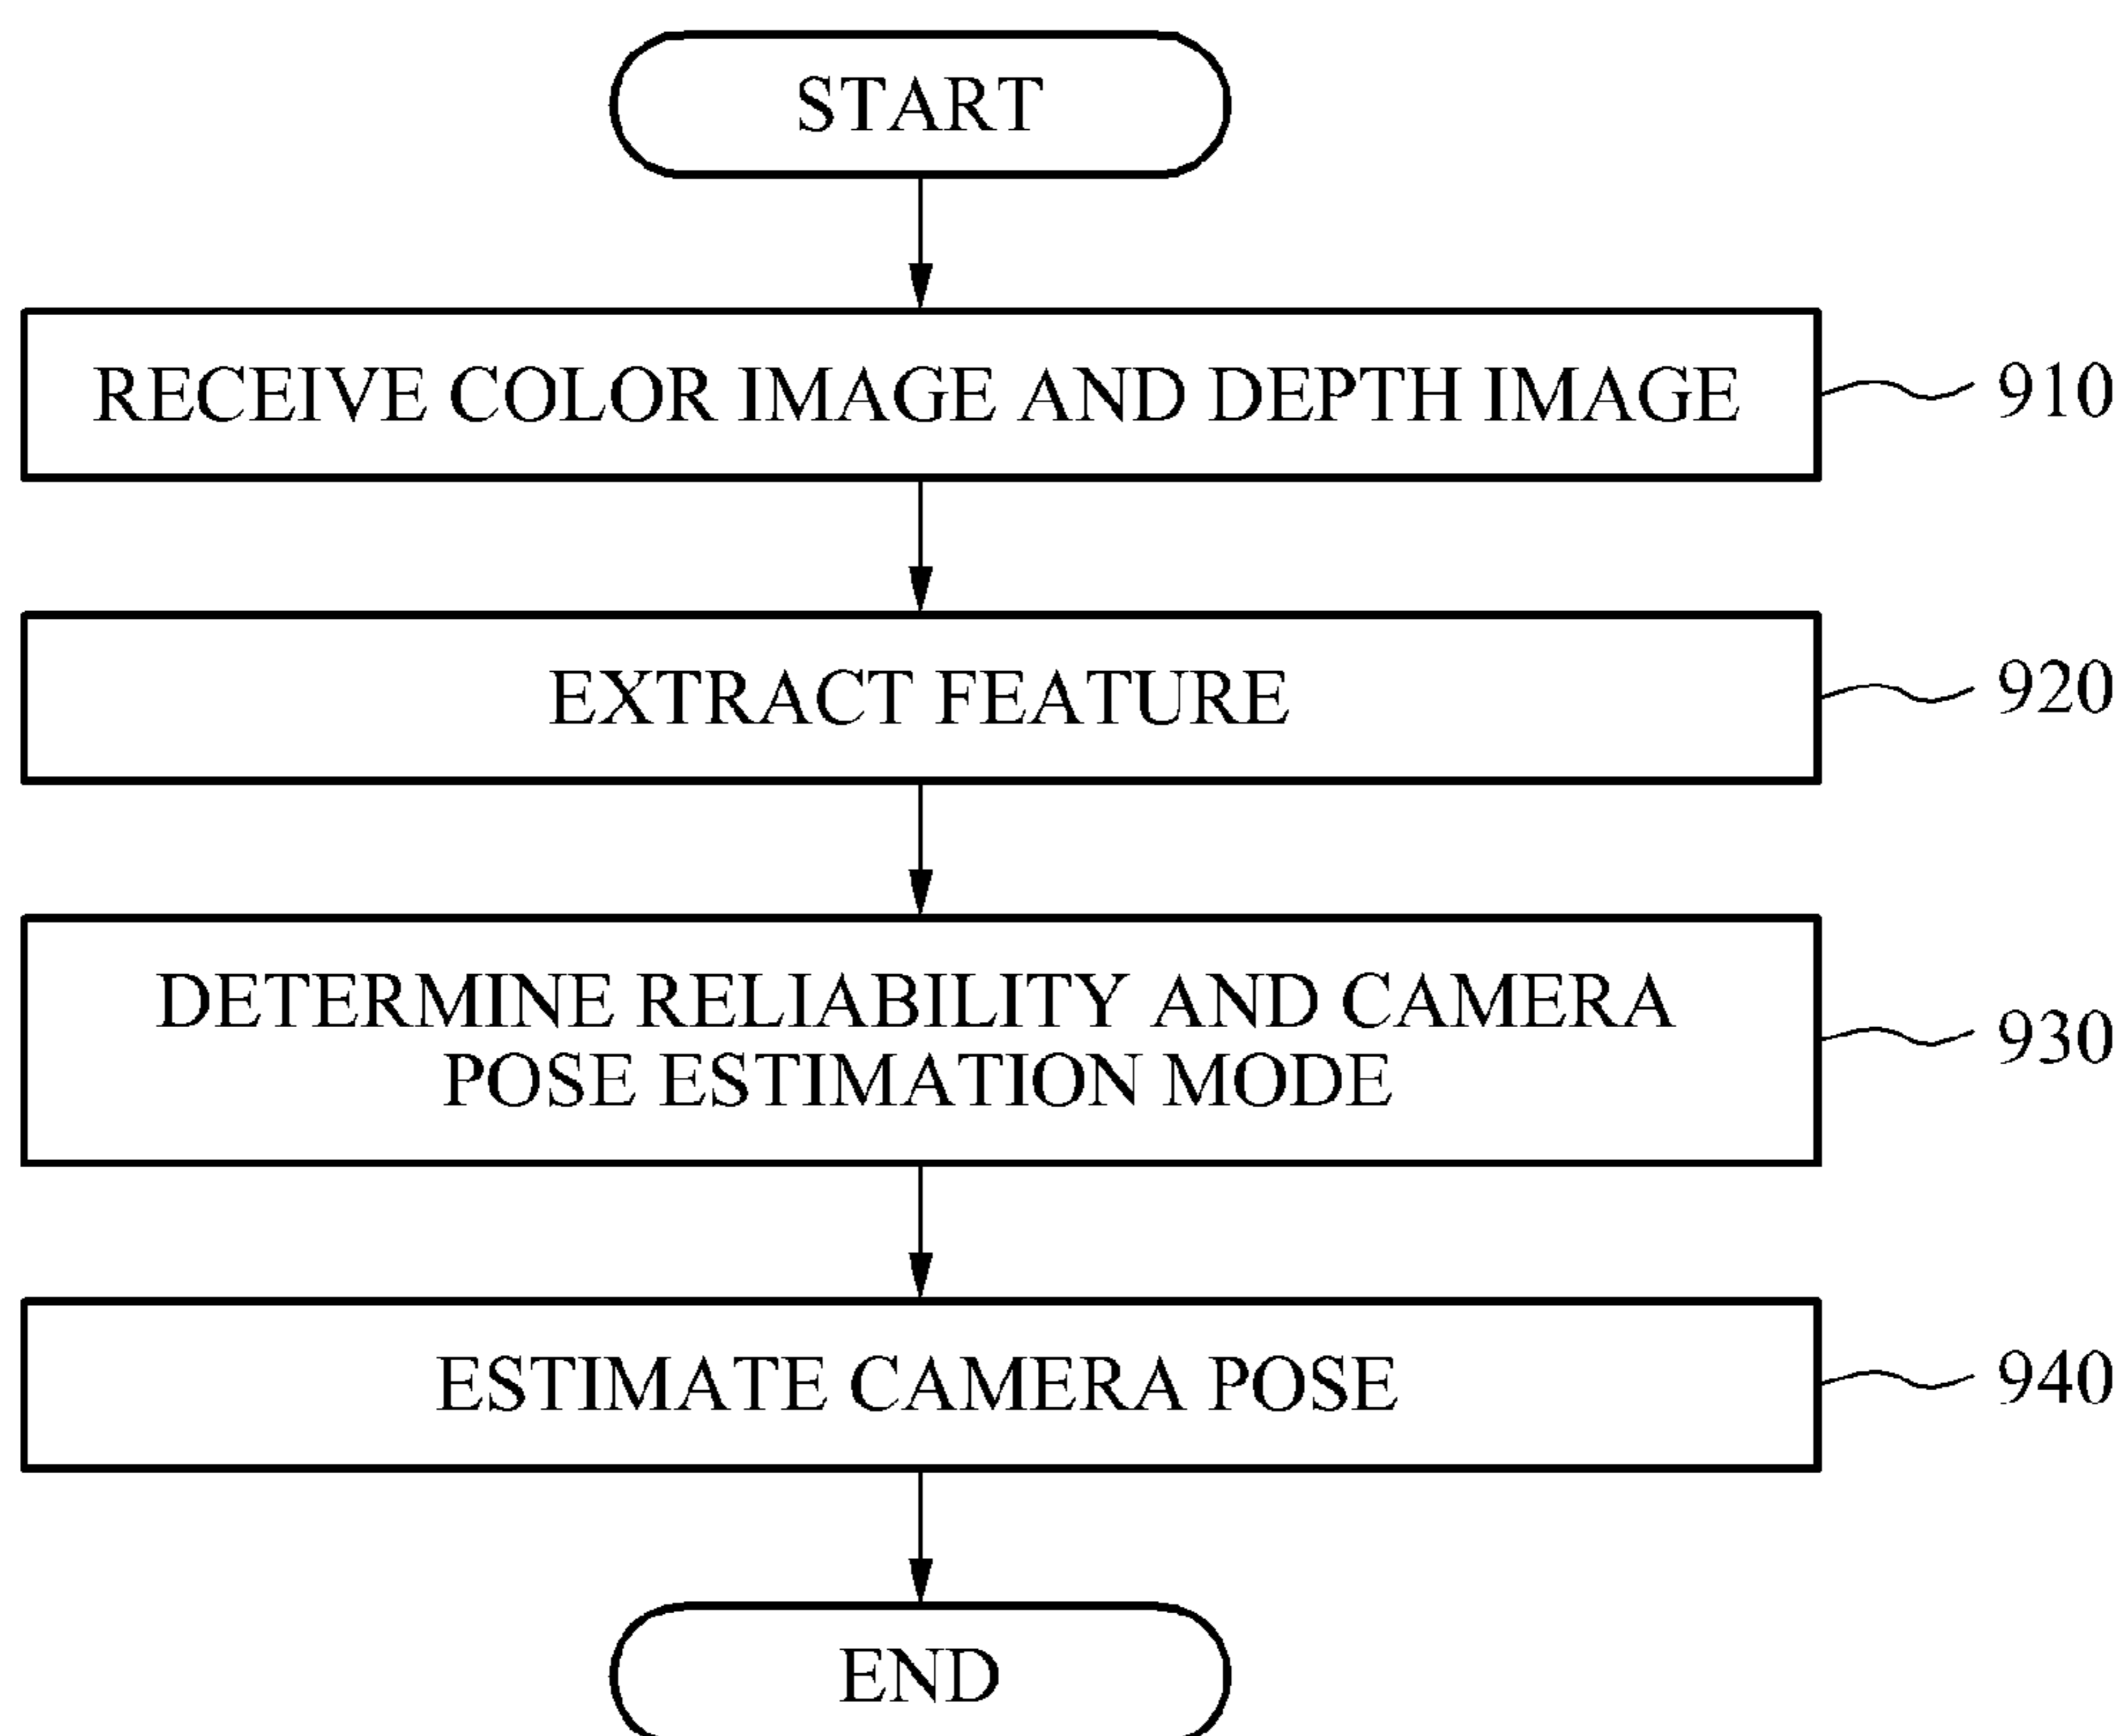 START
RECEIVE COLOR IMAGE AND DEPTH IMAGE
910
EXTRACT FEATURE
920
DETERMINE RELIABILITY AND CAMERA
POSE ESTIMATION MODE
930
ESTIMATE CAMERA POSE
940
END